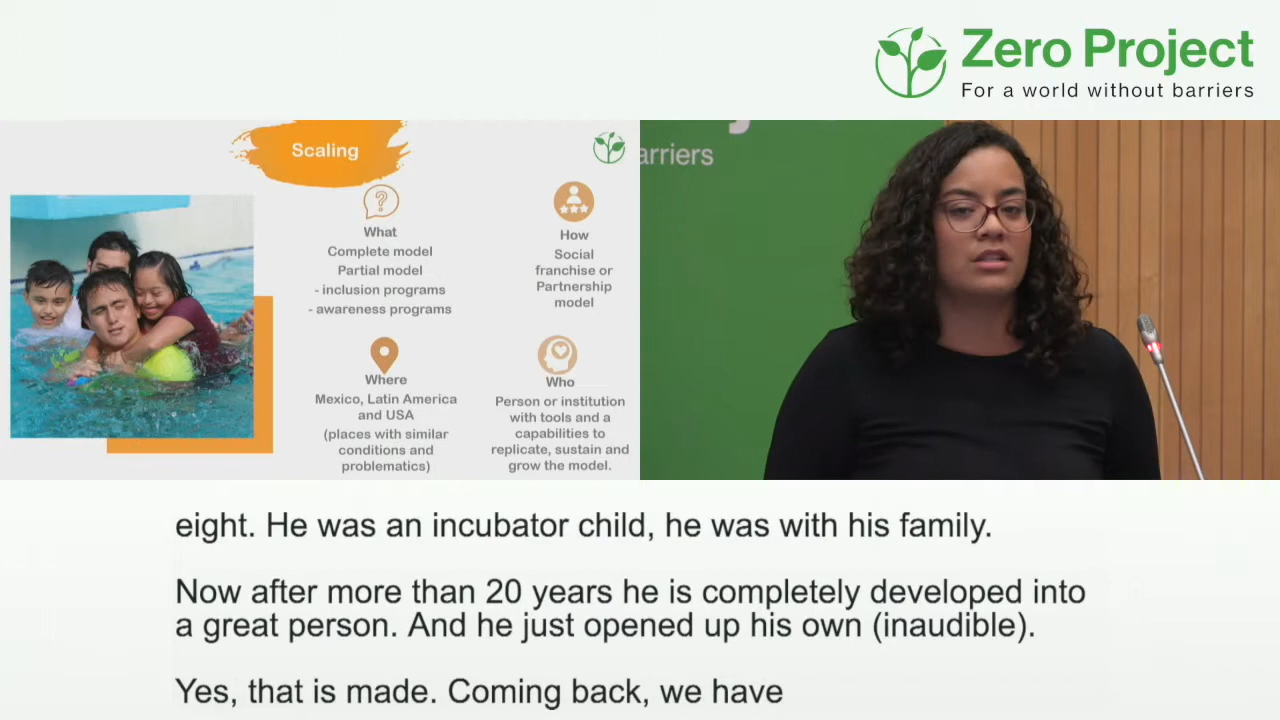 Zero Project
For a world without barriers
Scaling
What
Complete model
Partial model
- inclusion programs
- awareness programs
How
Social
franchise or
Partnership
model
Where
Mexico, Latin America
and USA
(places with similar
conditions and
problematics)
Who
Person or institution
with tools and a
capabilities to
replicate, sustain and
grow the model.
arriers
eight. He was an incubator child, he was with his family.
Now after more than 20 years he is completely developed into
a great person. And he just opened up his own (inaudible).
Yes, that is made. Coming back, we have